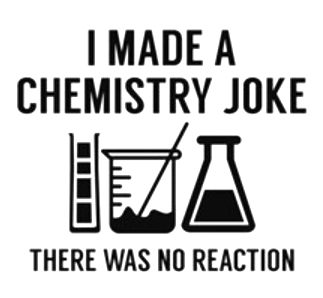 I MADE A
CHEMISTRY JOKE
THERE WAS NO REACTION